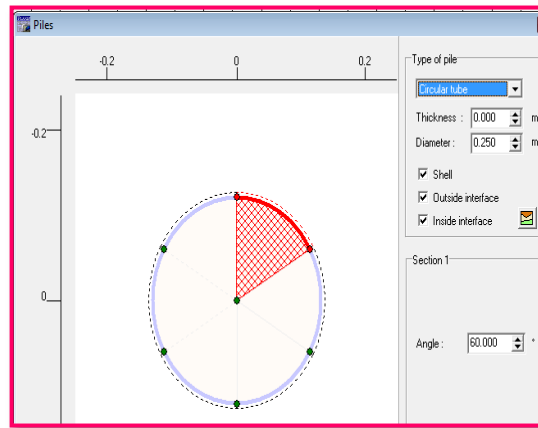 Piles
-0.2 0 0.2
Type of pile
-0.2
Circular tube
Thickness : 0.000 m
Diameter : 0.250 m
Shell
Outside interface
Inside interface
Section 1
0
Angle : 60.000 °